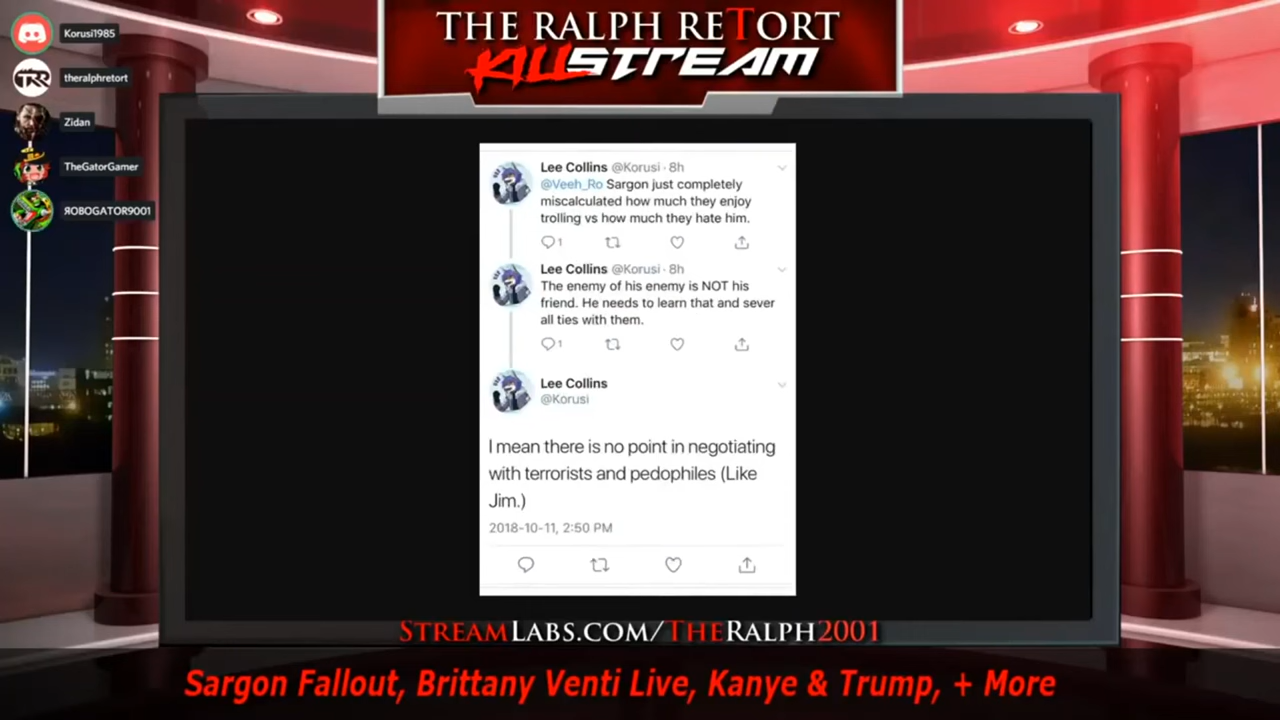 THE RALPH RETORT
KILLSTREAM
Korusi1985
TRR
theralphretort
Zidan
TheGatorGamer
ЯOBOGATOR9001
Lee Collins @Korusi · 8h
@Veeh_Ro Sargon just completely
miscalculated how much they enjoy
trolling vs how much they hate him.
1
Lee Collins @Korusi · 8h
The enemy of his enemy is NOT his
friend. He needs to learn that and sever
all ties with them.
1
Lee Collins
@Korusi
I mean there is no point in negotiating
with terrorists and pedophiles (Like
Jim.)
2018-10-11, 2:50 PM
STREAMLABS.COM/THERALPH2001
Sargon Fallout, Brittany Venti Live, Kanye & Trump, + More